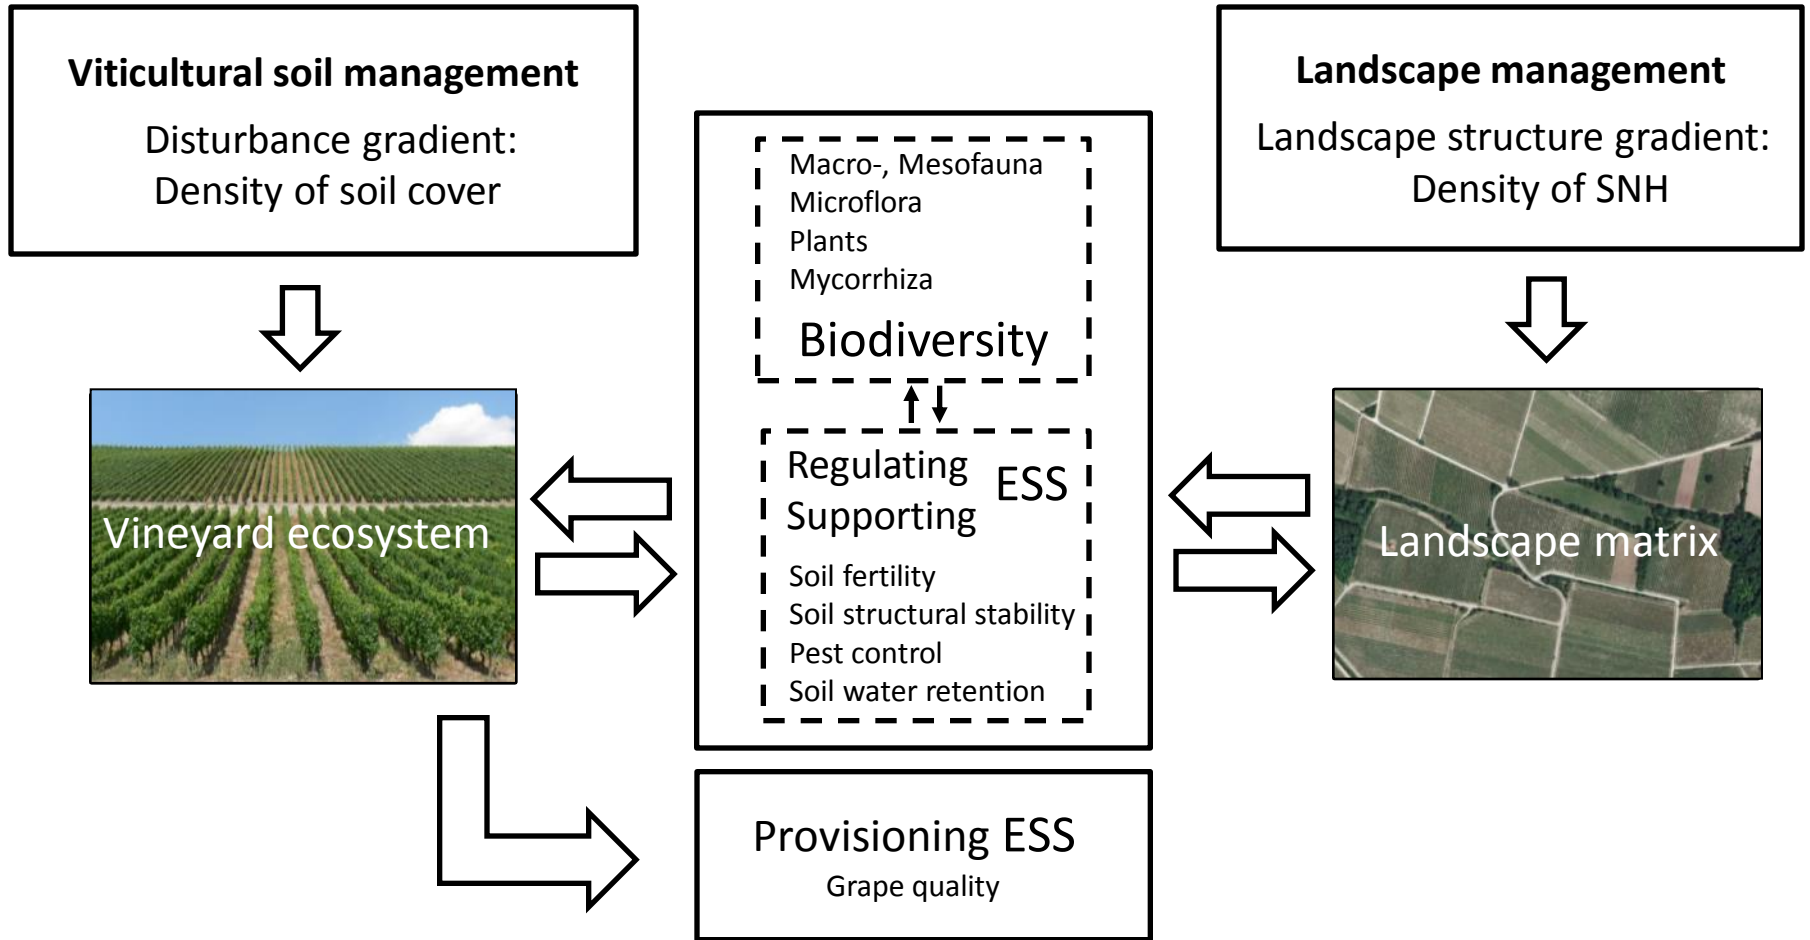 Viticultural soil management
Disturbance gradient:
Density of soil cover
Landscape management
Landscape structure gradient:
Density of SNH
Macro-, Mesofauna
Microflora
Plants
Mycorrhiza
Biodiversity
Regulating
Supporting
ESS
Soil fertility
Soil structural stability
Pest control
Soil water retention
Vineyard ecosystem
Landscape matrix
Provisioning ESS
Grape quality